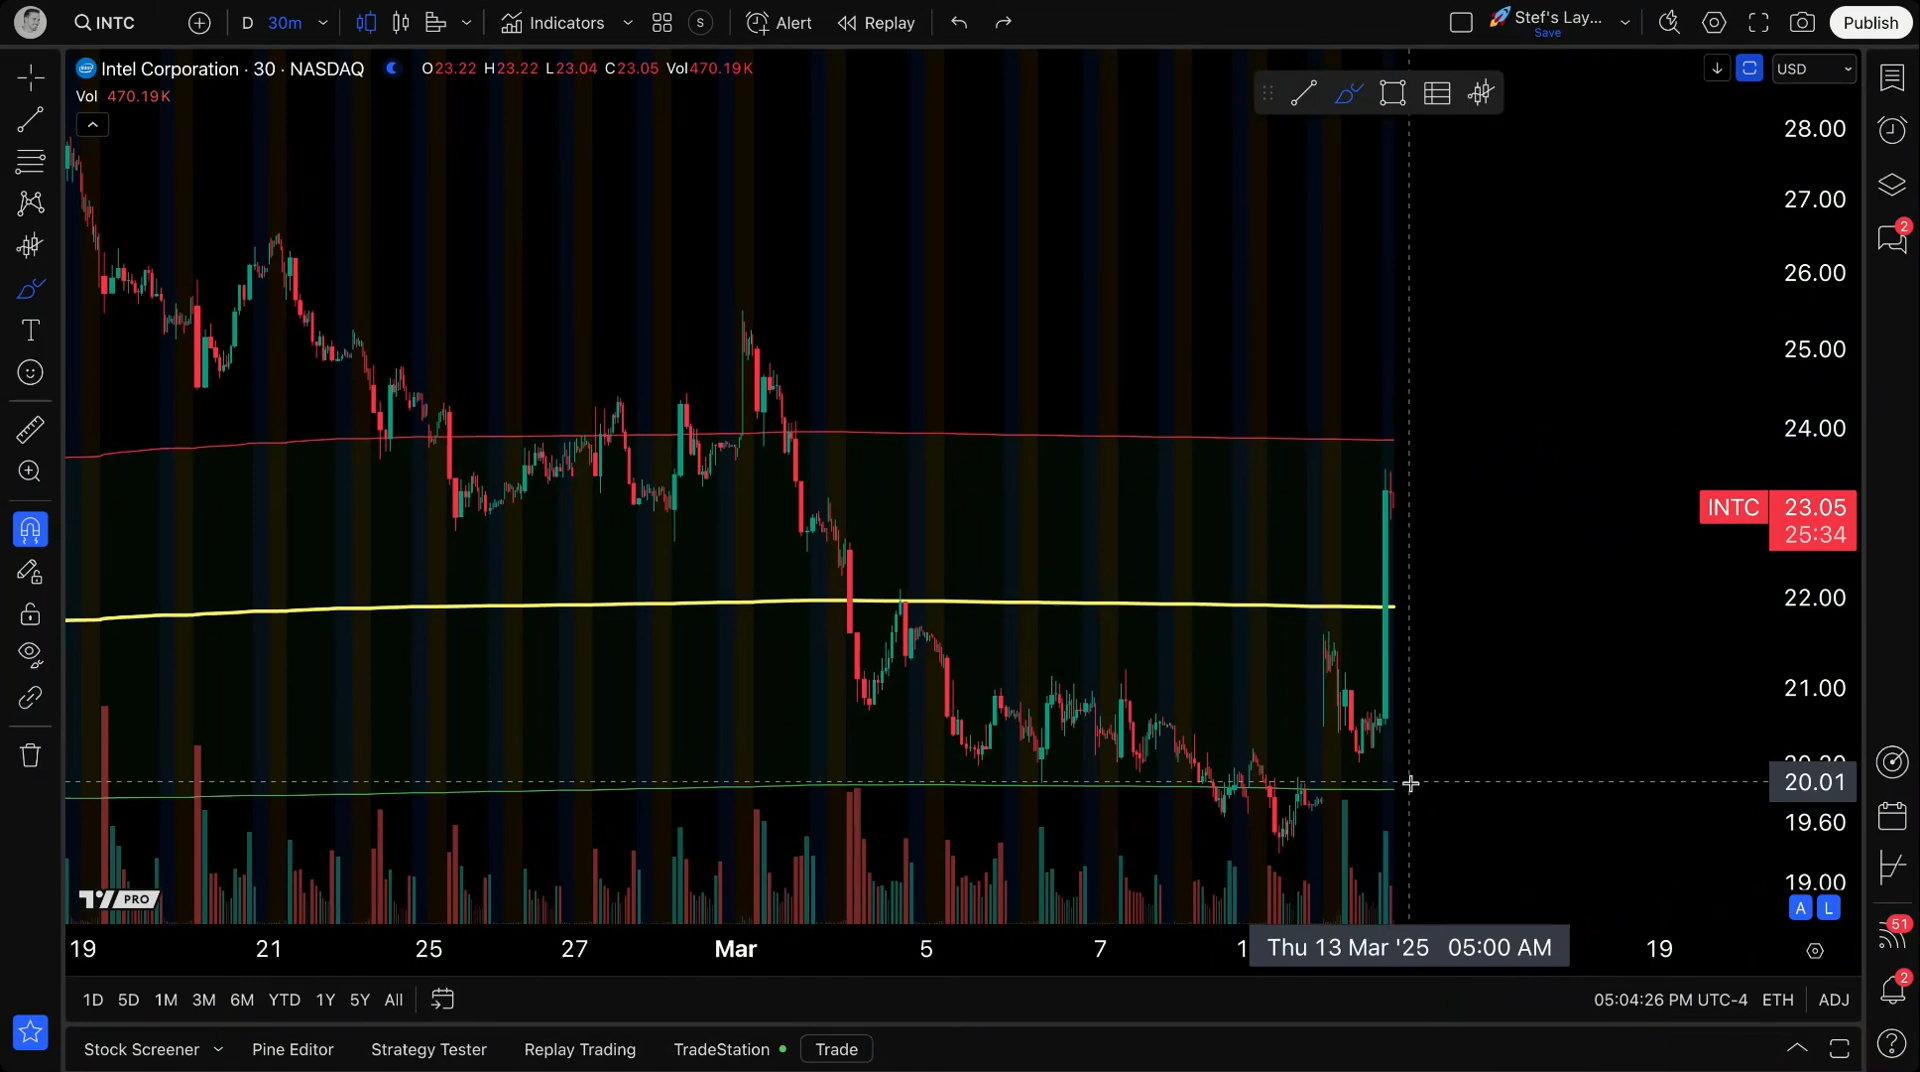 INTC
D
30m
Indicators
S
Alert
Replay
Stef's Lay...
Save
Publish
Intel Corporation · 30 · NASDAQ
O23.22 H23.22 L23.04 C23.05 Vol470.19K
Vol 470.19K
USD
28.00
27.00
26.00
25.00
24.00
INTC 23.05
25:34
22.00
21.00
20.01
19.60
19.00
A L
2
51
2
PRO
19
21
25
27
Mar
5
7
Thu 13 Mar '25 05:00 AM
19
1D 5D 1M 3M 6M YTD 1Y 5Y All
05:04:26 PM UTC-4 ETH ADJ
Stock Screener Pine Editor Strategy Tester Replay Trading TradeStation Trade